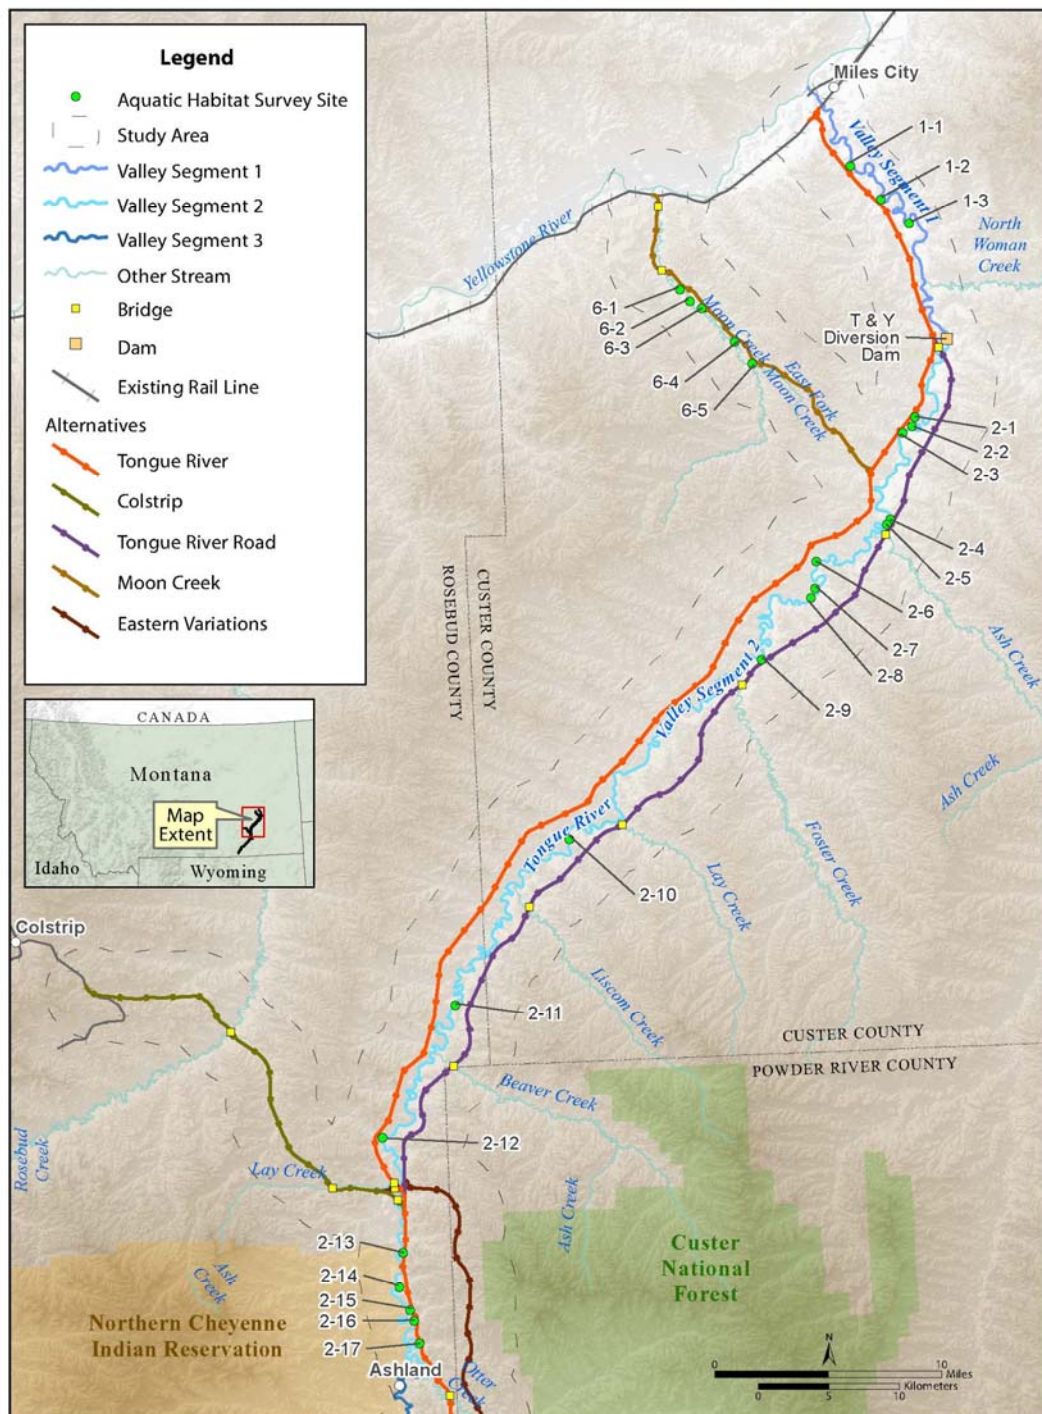 Legend
Aquatic Habitat Survey Site
Study Area
Valley Segment 1
Valley Segment 2
Valley Segment 3
Other Stream
Bridge
Dam
Existing Rail Line
Alternatives
Tongue River
Colstrip
Tongue River Road
Moon Creek
Eastern Variations
CANADA
Montana
Map
Extent
Idaho
Wyoming
Miles City
1-1
Valley Segment 1
1-2
1-3
North
Woman
Creek
Yellowstone River
6-1
6-2
6-3
Moon Creek
T & Y
Diversion
Dam
6-4
East Fork
Moon Creek
6-5
2-1
2-2
2-3
2-4
2-5
ROSEBUD COUNTY
CUSTER COUNTY
2-6
2-7
Ash Creek
2-8
Valley Segment 2
2-9
Ash Creek
Tongue River
Foster Creek
Lay Creek
2-10
Colstrip
Liscom Creek
2-11
CUSTER COUNTY
POWDER RIVER COUNTY
Beaver Creek
Rosebud
Creek
2-12
Lay Creek
Ash Creek
2-13
Custer
National
Forest
Ash
Creek
2-14
2-15
2-16
Northern Cheyenne
Indian Reservation
2-17
Ashland
Otter
Creek
N
0 5 10
Miles
0 5 10
Kilometers